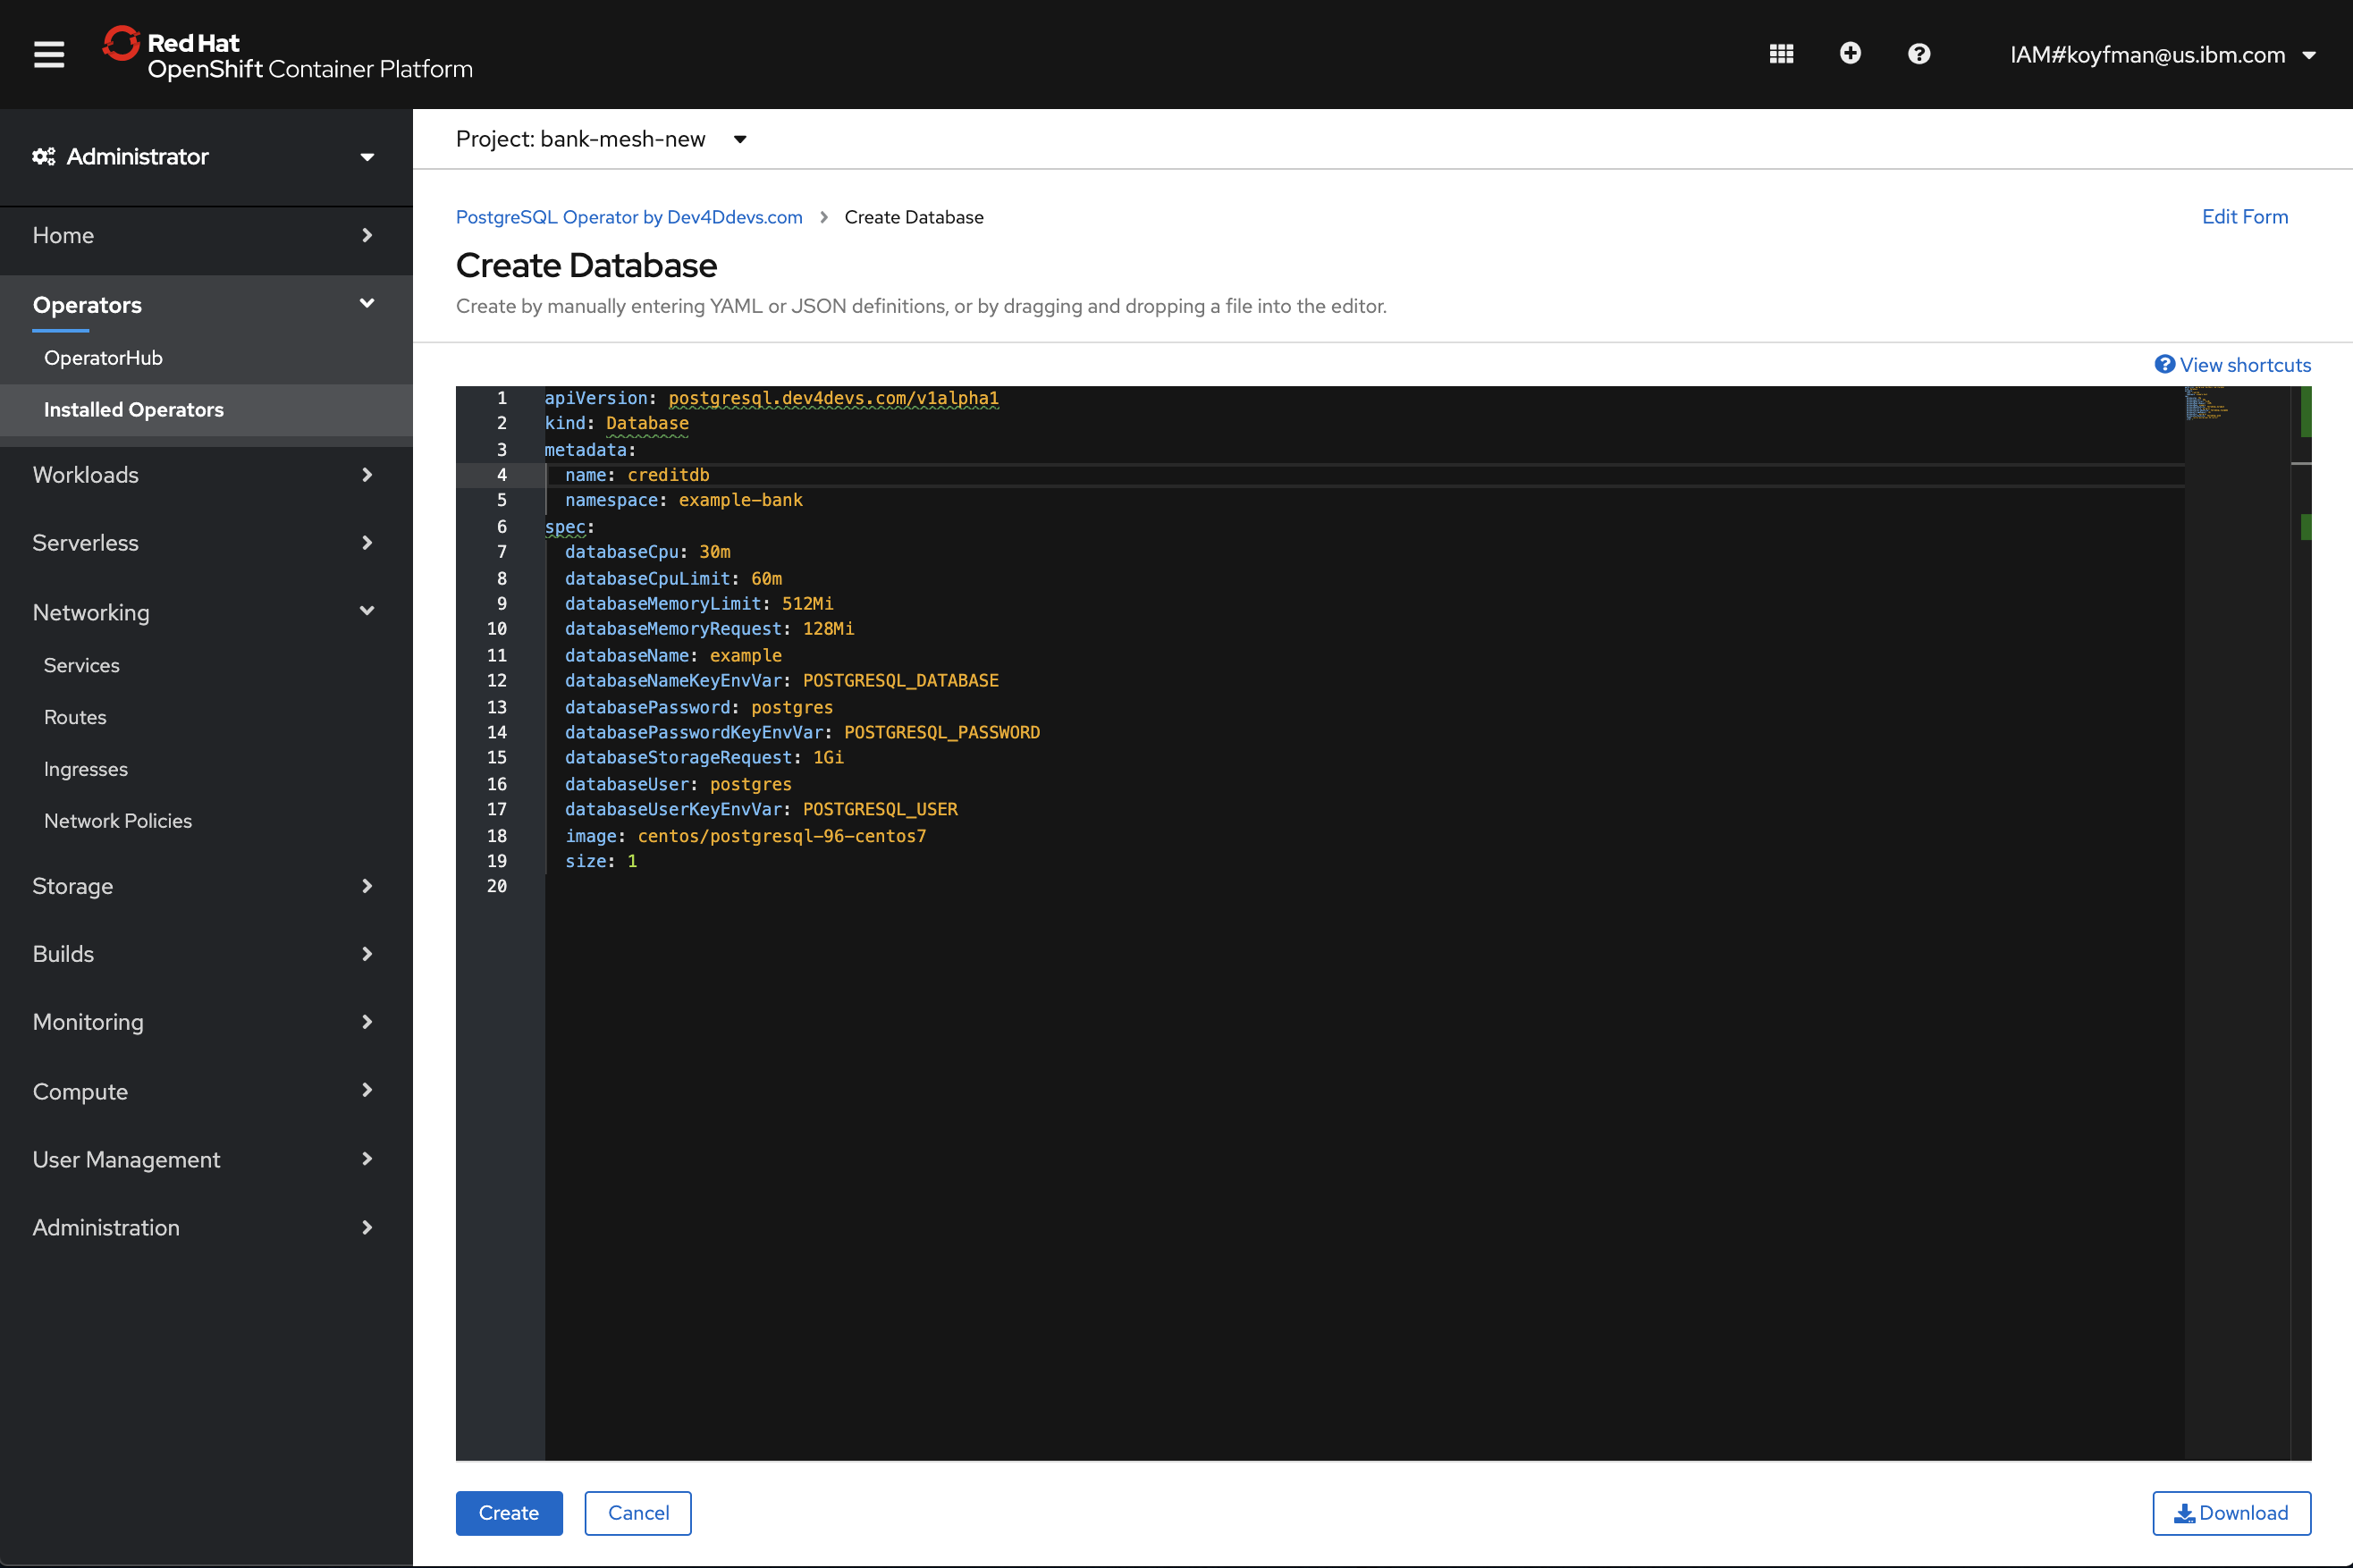 Red Hat
OpenShift Container Platform
IAM#koyfman@us.ibm.com
Administrator
Home
Operators
OperatorHub
Installed Operators
Workloads
Serverless
Networking
Services
Routes
Ingresses
Network Policies
Storage
Builds
Monitoring
Compute
User Management
Administration
Project: bank-mesh-new
PostgreSQL Operator by Dev4Ddevs.com > Create Database
Edit Form
Create Database
Create by manually entering YAML or JSON definitions, or by dragging and dropping a file into the editor.
View shortcuts
1 apiVersion: postgresql.dev4devs.com/v1alpha1
2 kind: Database
3 metadata:
4   name: creditdb
5   namespace: example-bank
6 spec:
7   databaseCpu: 30m
8   databaseCpuLimit: 60m
9   databaseMemoryLimit: 512Mi
10   databaseMemoryRequest: 128Mi
11   databaseName: example
12   databaseNameKeyEnvVar: POSTGRESQL_DATABASE
13   databasePassword: postgres
14   databasePasswordKeyEnvVar: POSTGRESQL_PASSWORD
15   databaseStorageRequest: 1Gi
16   databaseUser: postgres
17   databaseUserKeyEnvVar: POSTGRESQL_USER
18   image: centos/postgresql-96-centos7
19   size: 1
20
Create
Cancel
Download